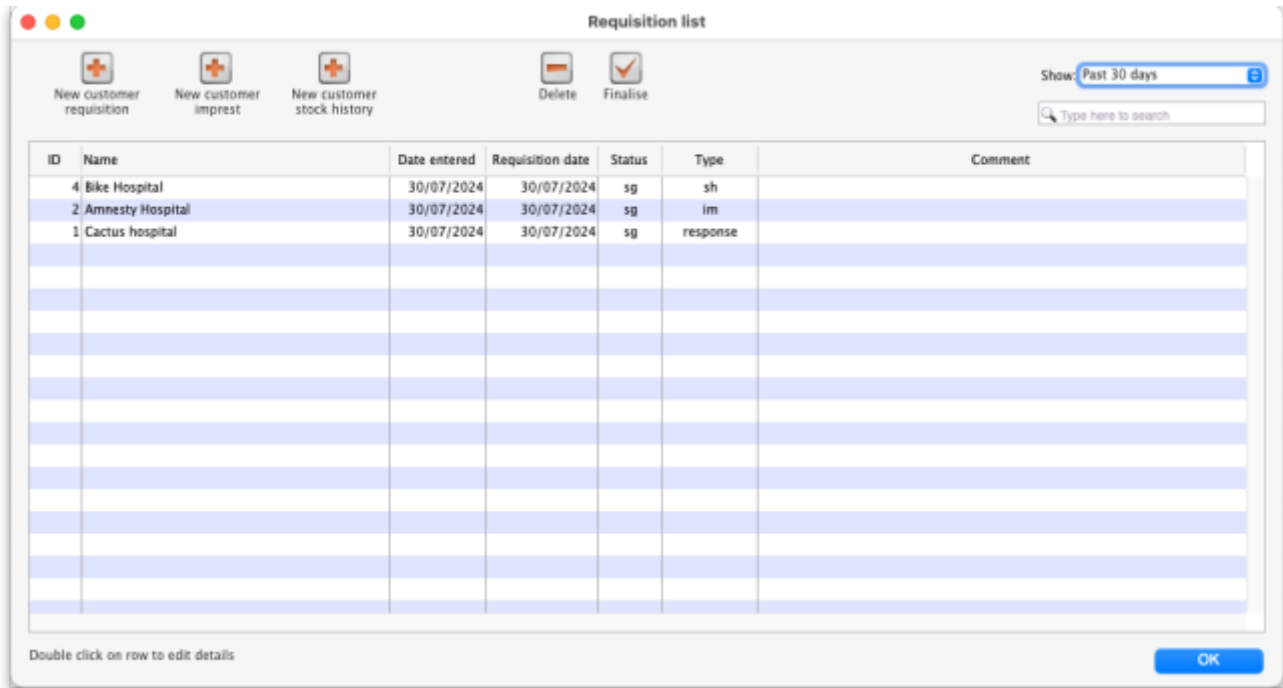 Requisition list
New customer requisition
New customer imprest
New customer stock history
Delete
Finalise
Show: Past 30 days
Type here to search
ID Name Date entered Requisition date Status Type Comment
4 Bike Hospital 30/07/2024 30/07/2024 sg sh
2 Amnesty Hospital 30/07/2024 30/07/2024 sg im
1 Cactus hospital 30/07/2024 30/07/2024 sg response
Double click on row to edit details
OK